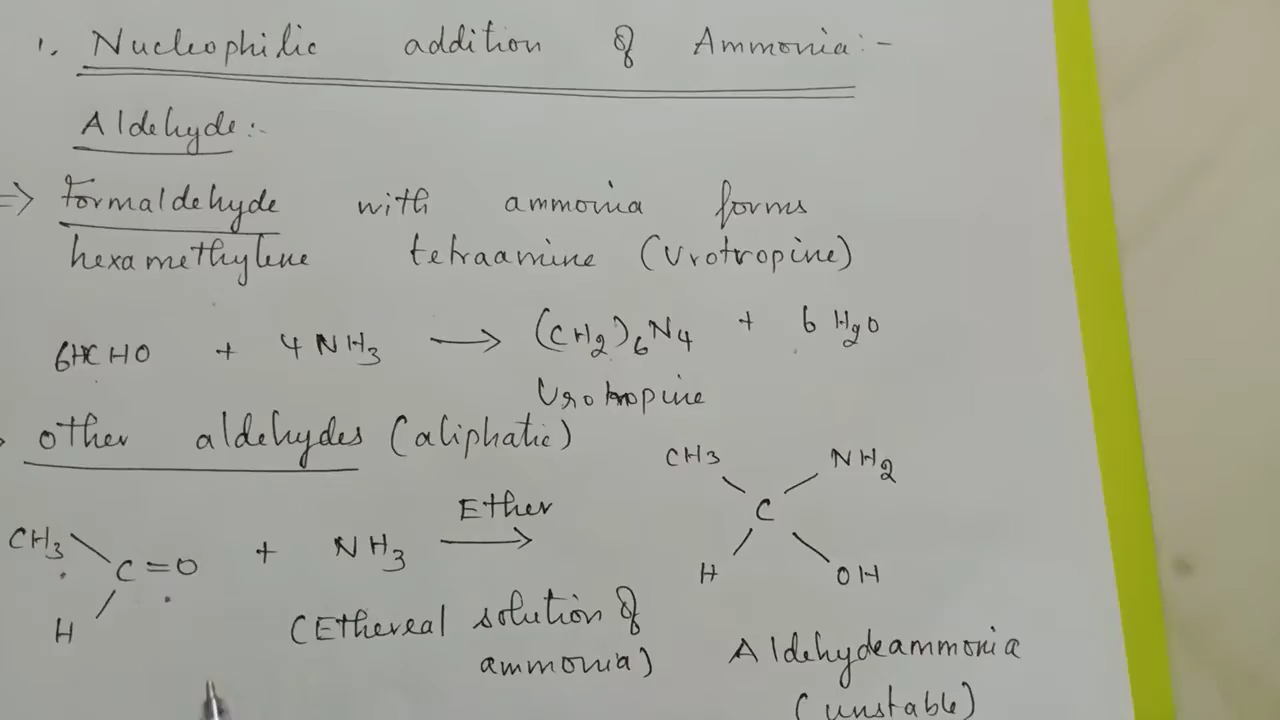 1. Nucleophilic addition of Ammonia:-
Aldehyde:-
=> Formaldehyde with ammonia forms
hexamethylene tetraamine (Urotropine)
6HCHO + 4NH3 → (CH2)6N4 + 6H2O
Urotropine
other aldehydes (aliphatic)
CH3 NH2
Ether
C
CH3
C=O + NH3 →
H OH
H
(Ethereal solution of
ammonia)
Aldehydeammonia
(unstable)